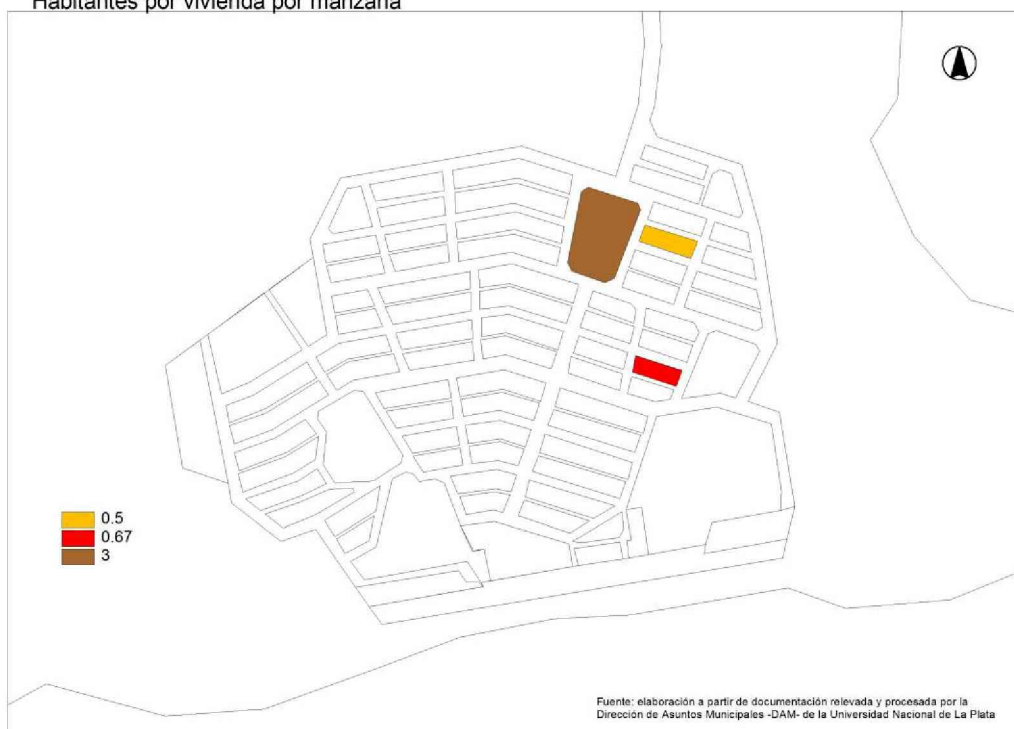 Habitantes por vivienda por manzana
0.5
0.67
3
Fuente: elaboración a partir de documentación relevada y procesada por la
Dirección de Asuntos Municipales -DAM- de la Universidad Nacional de La Plata